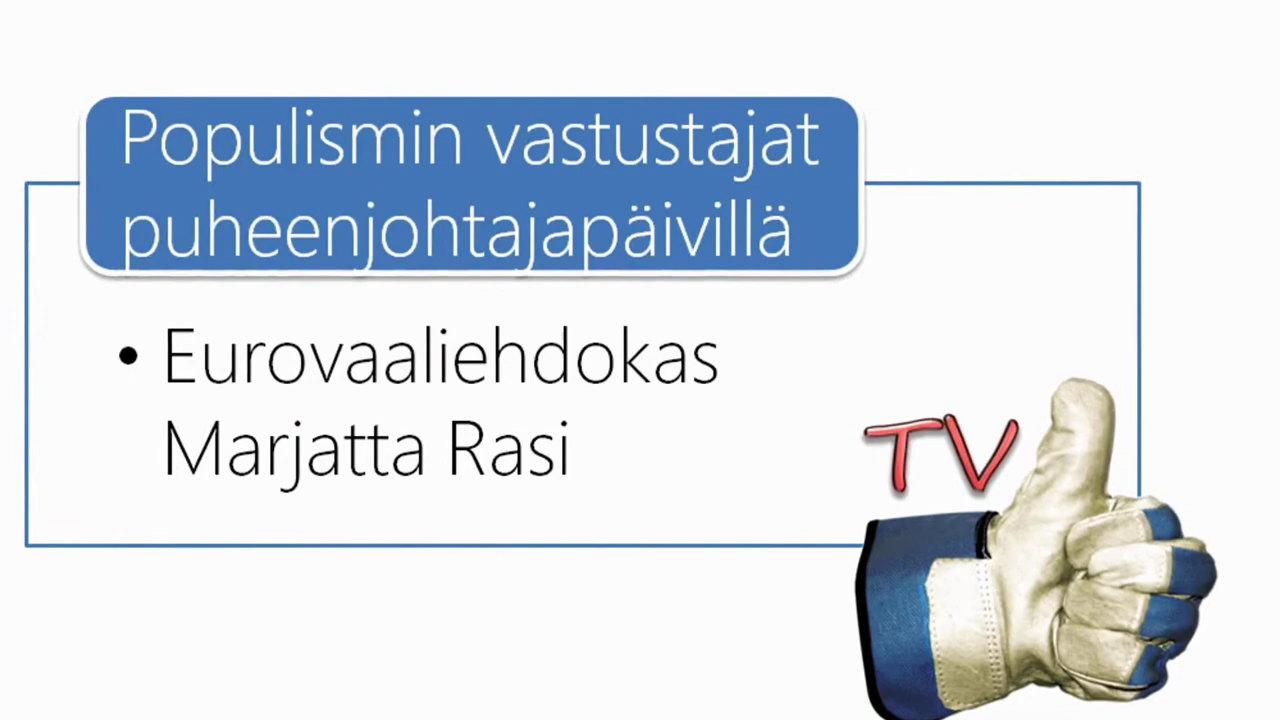 Populismin vastustajat
puheenjohtajapäivillä
• Eurovaaliehdokas
Marjatta Rasi
TV